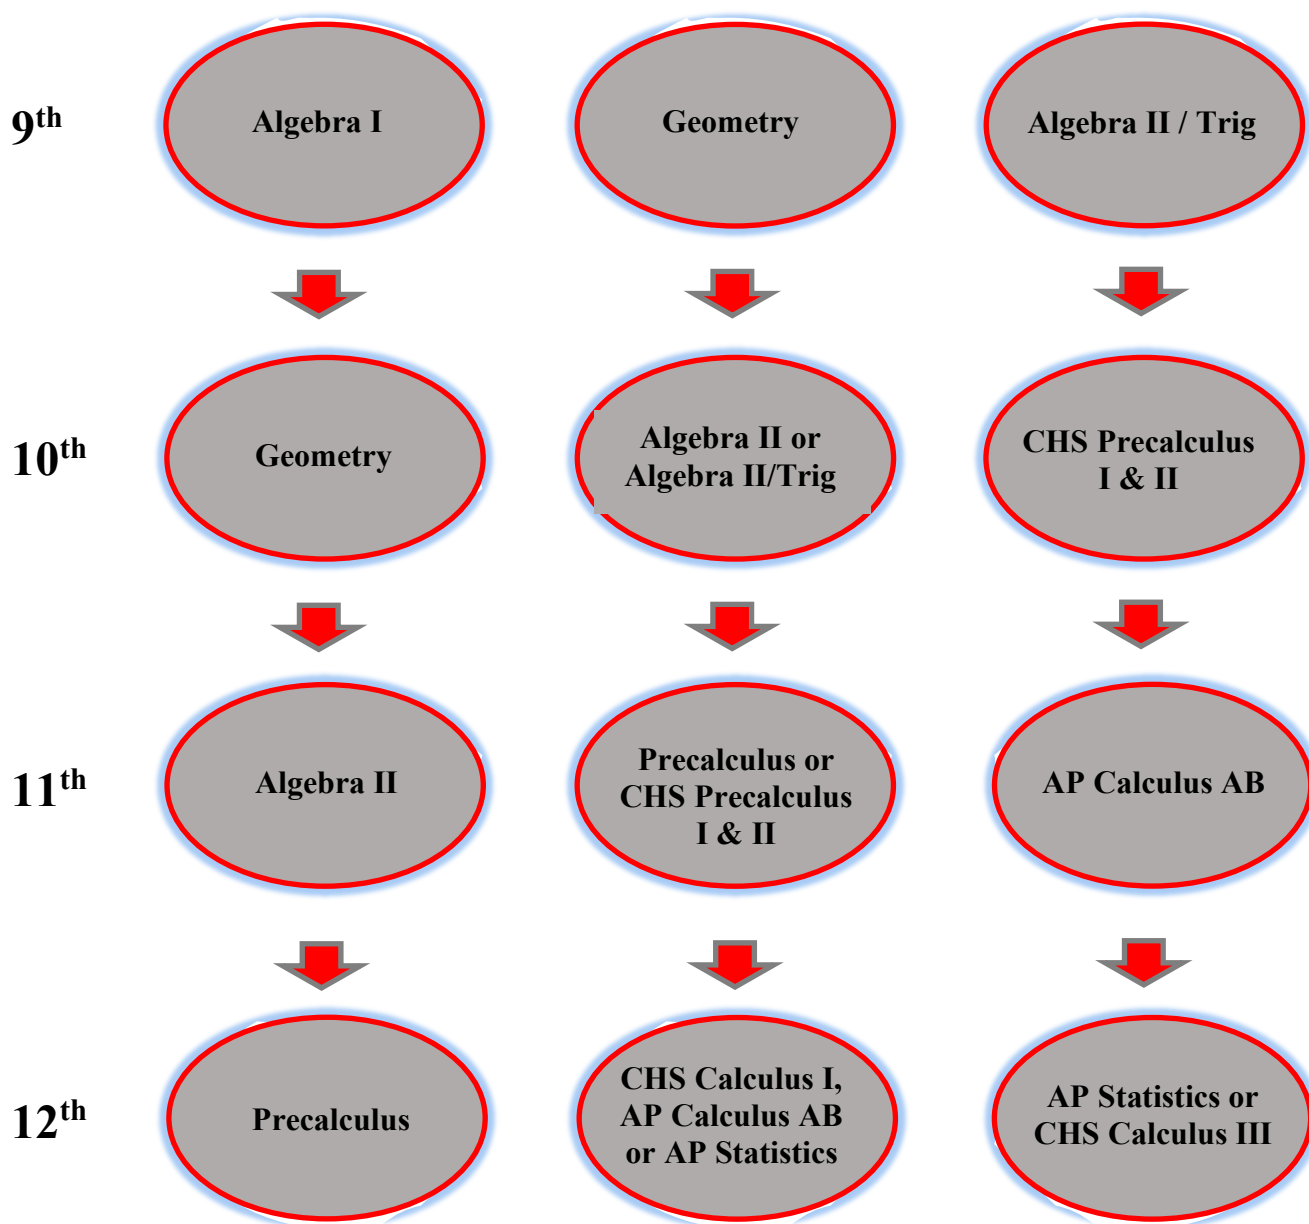 9th
Algebra I
Geometry
Algebra II / Trig
10th
Geometry
Algebra II or
Algebra II/Trig
CHS Precalculus
I & II
11th
Algebra II
Precalculus or
CHS Precalculus
I & II
AP Calculus AB
12th
Precalculus
CHS Calculus I,
AP Calculus AB
or AP Statistics
AP Statistics or
CHS Calculus III